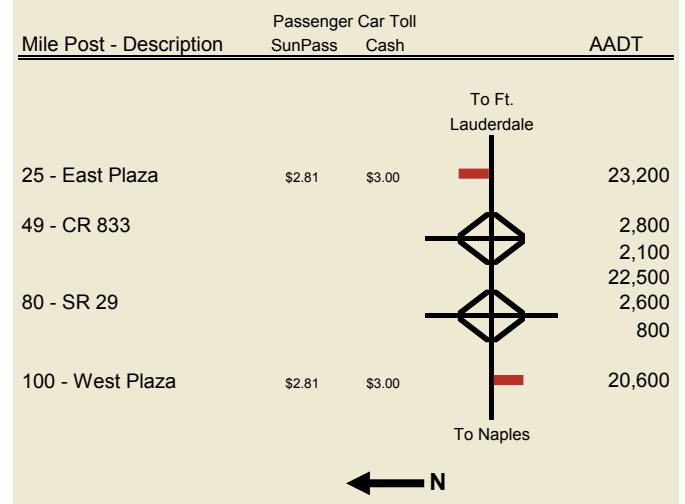 Passenger Car Toll
Mile Post - Description SunPass Cash AADT
To Ft.
Lauderdale
25 - East Plaza $2.81 $3.00 23,200
49 - CR 833 2,800
2,100
22,500
80 - SR 29 2,600
800
100 - West Plaza $2.81 $3.00 20,600
To Naples
N